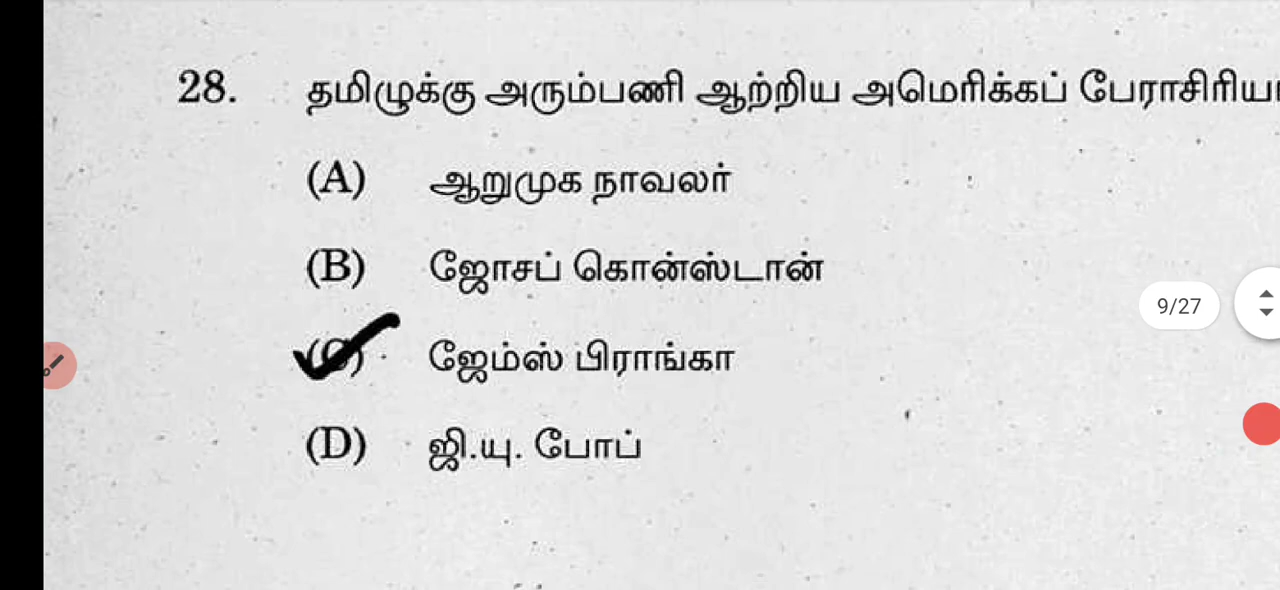 28. தமிழுக்கு அரும்பணி ஆற்றிய அமெரிக்கப்
(A) ஆறுமுக நாவலர்
(B) ஜோசப் கொன்ஸ்டான்
(C) ஜேம்ஸ் பிராங்கா
9/27
(D) ஜி.யு. போப்